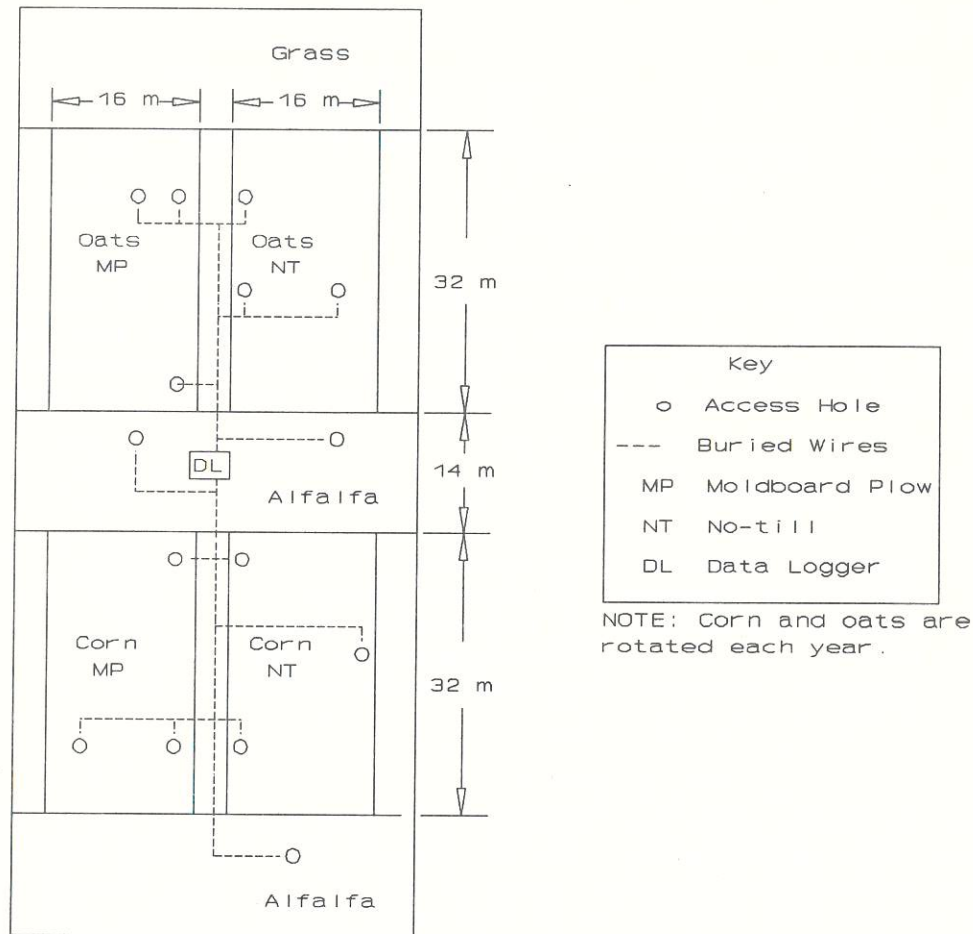 Grass
16 m
16 m
Oats
MP
Oats
NT
32 m
DL
Alfalfa
14 m
Corn
MP
Corn
NT
32 m
Alfalfa
Key
o Access Hole
--- Buried Wires
MP Moldboard Plow
NT No-till
DL Data Logger
NOTE: Corn and oats are
rotated each year.